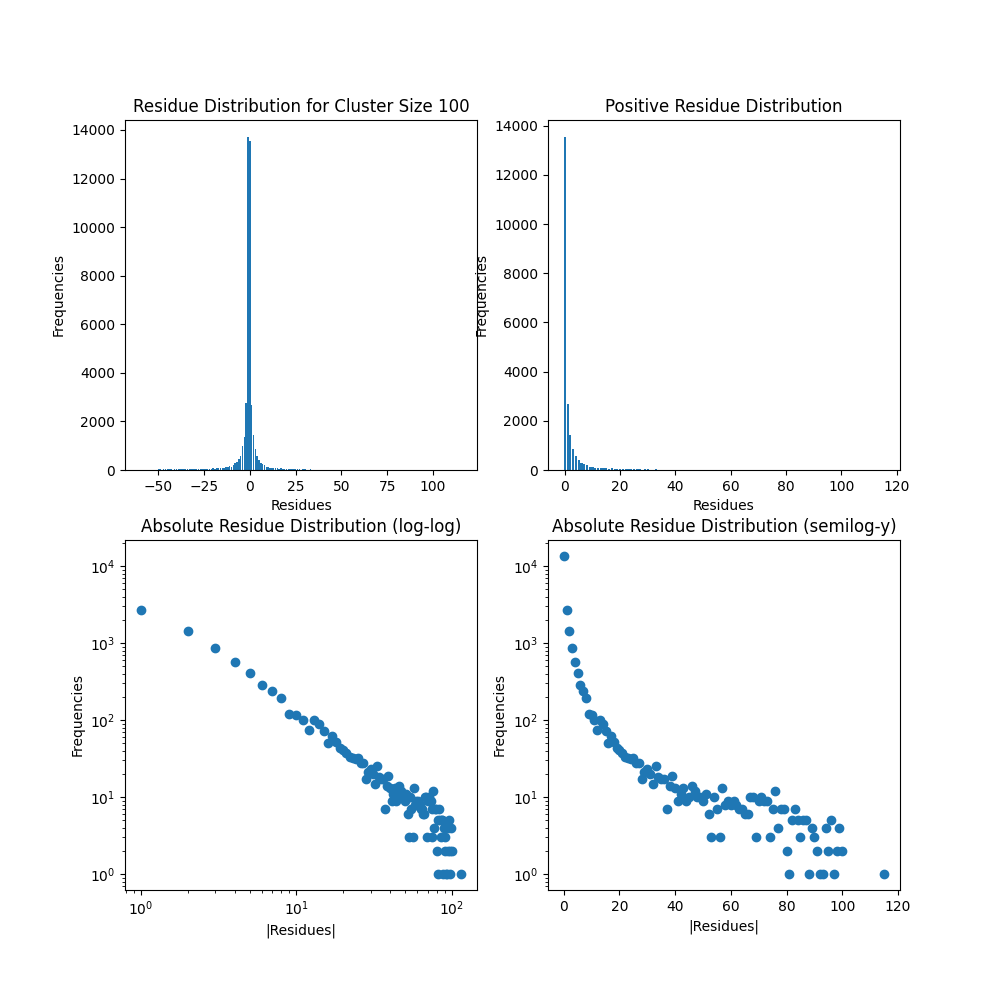 Residue Distribution for Cluster Size 100
Frequencies
14000
12000
10000
8000
6000
4000
2000
0
−50 −25 0 25 50 75 100
Residues
Positive Residue Distribution
Frequencies
14000
12000
10000
8000
6000
4000
2000
0
0 20 40 60 80 100 120
Residues
Absolute Residue Distribution (log-log)
Frequencies
10⁴
10³
10²
10¹
10⁰
10⁰ 10¹ 10²
|Residues|
Absolute Residue Distribution (semilog-y)
Frequencies
10⁴
10³
10²
10¹
10⁰
0 20 40 60 80 100 120
|Residues|